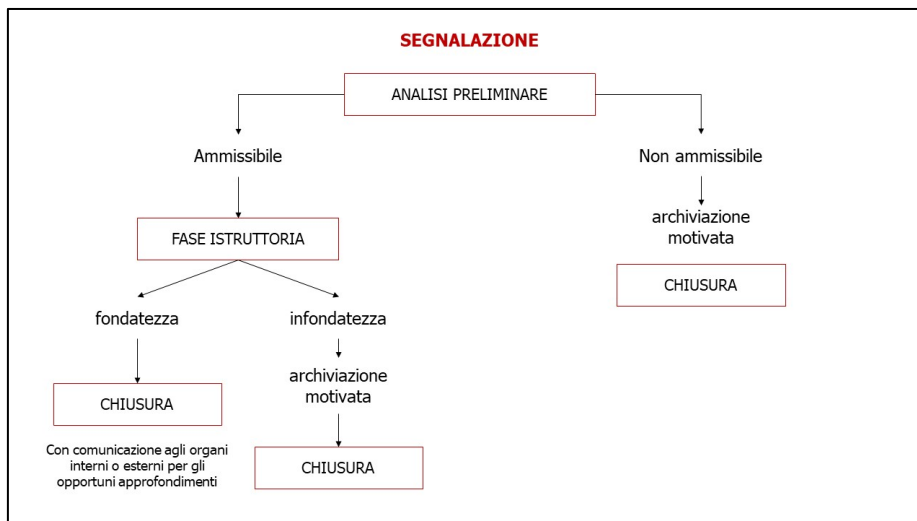 SEGNALAZIONE
ANALISI PRELIMINARE
Ammissibile
Non ammissibile
archiviazione
motivata
FASE ISTRUTTORIA
CHIUSURA
fondatezza
infondatezza
archiviazione
motivata
CHIUSURA
Con comunicazione agli organi
interni o esterni per gli
opportuni approfondimenti
CHIUSURA